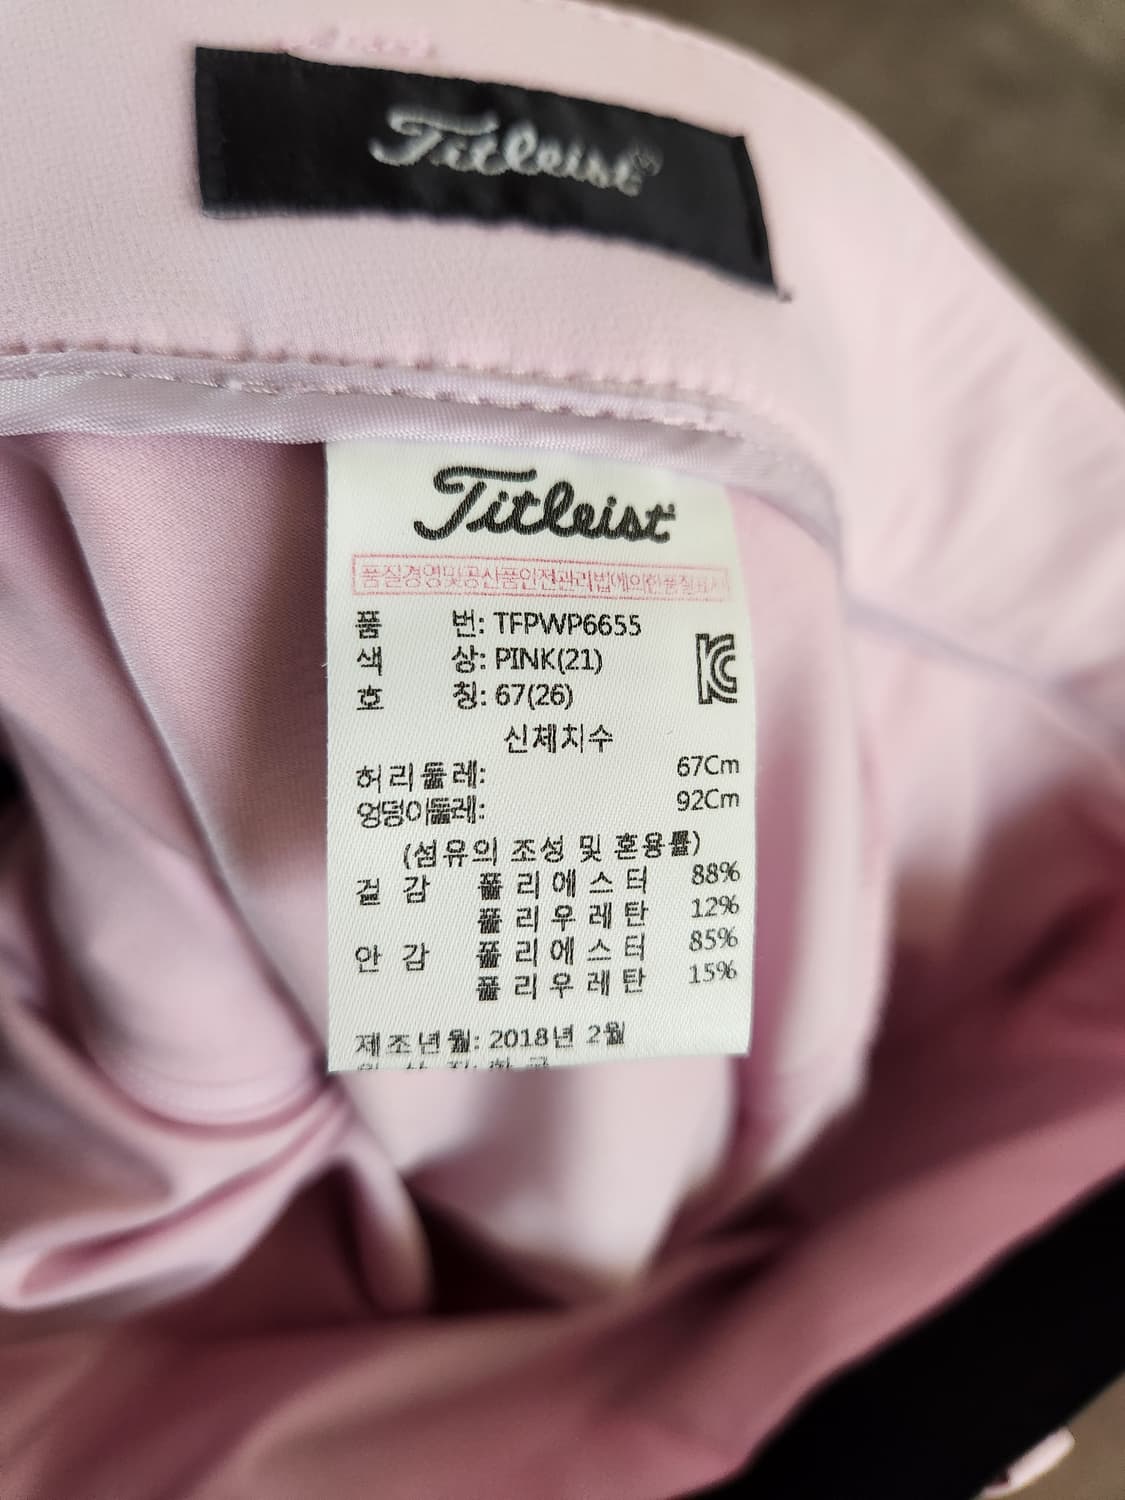 Titleist
Titleist
품질경영및공산품안전관리법에의한품질표시
품 번: TFPWP6655
색 상: PINK(21)
호 칭: 67(26)
신체치수
허리둘레: 67Cm
엉덩이둘레: 92Cm
(섬유의 조성 및 혼용률)
겉 감 폴리에스터 88%
폴리우레탄 12%
안 감 폴리에스터 85%
폴리우레탄 15%
제조년월: 2018년 2월